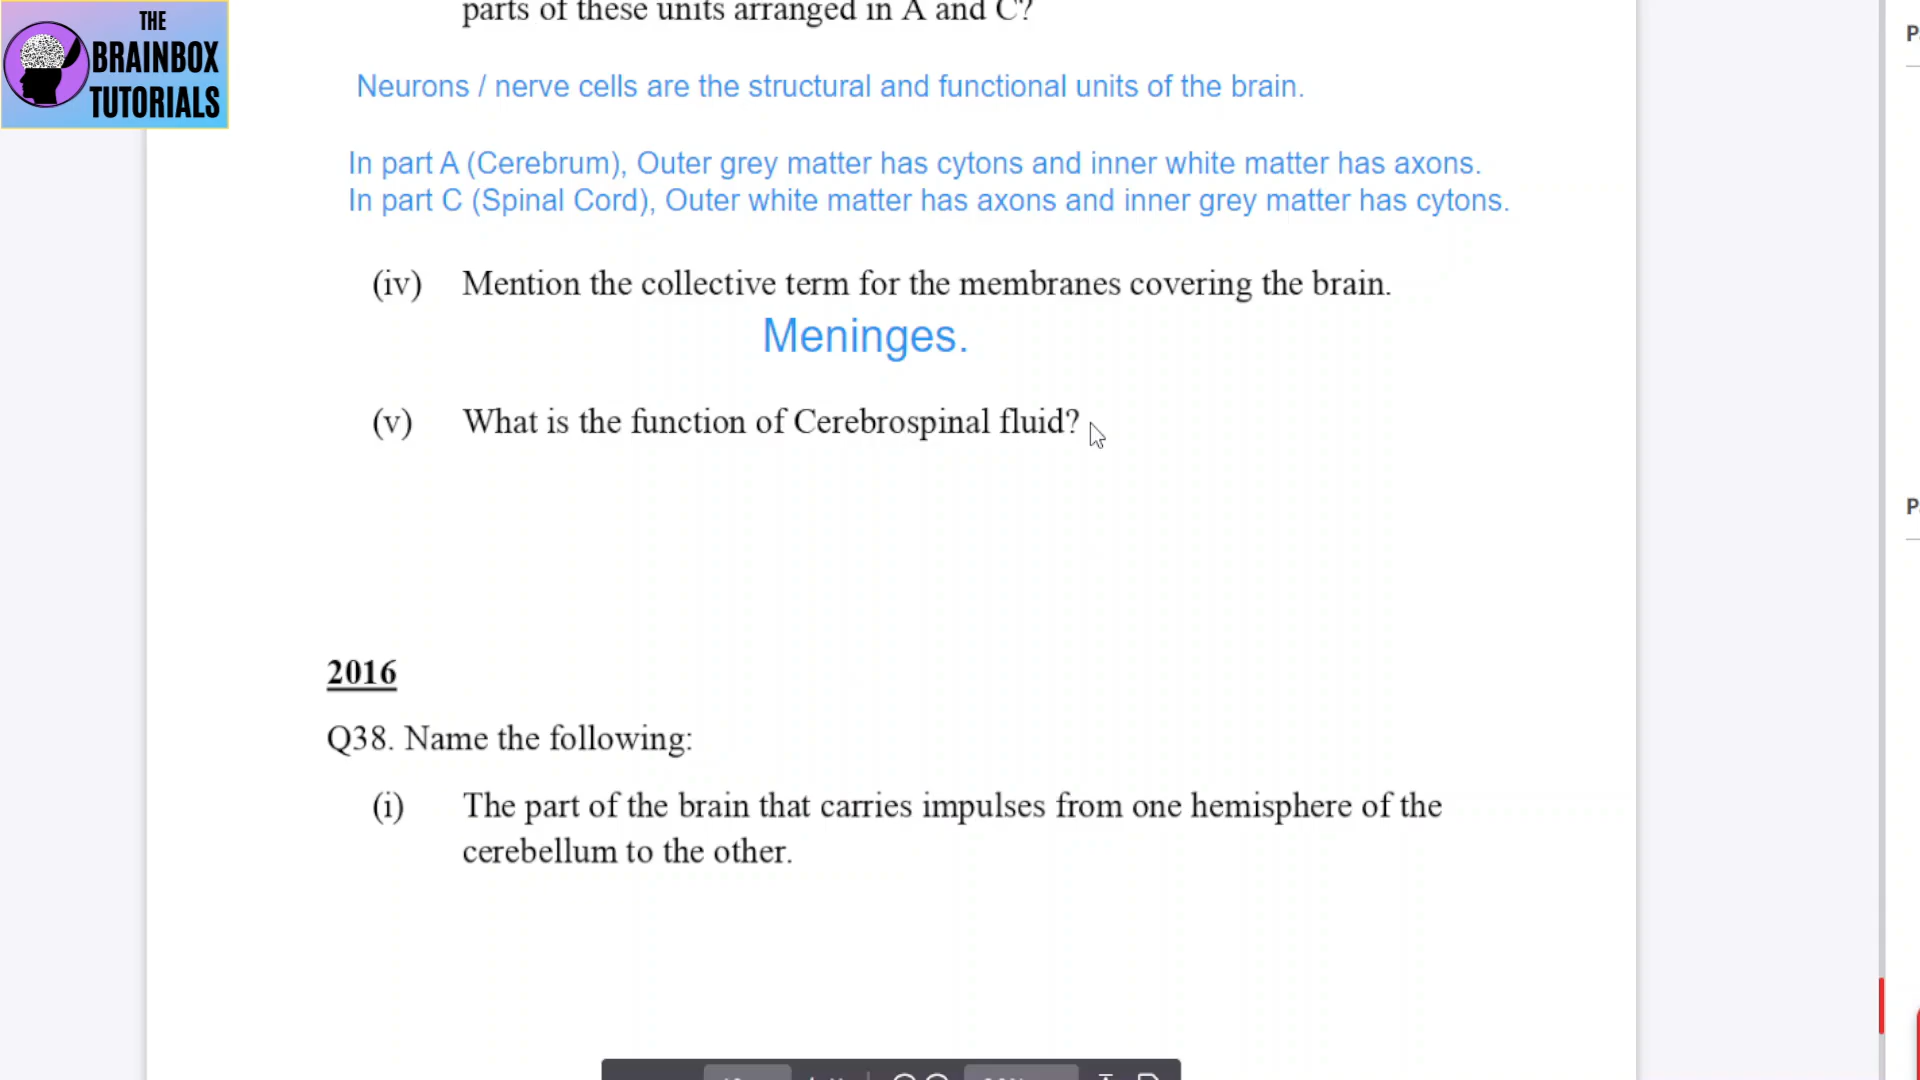 THE
BRAINBOX
TUTORIALS
parts of these units arranged in A and C?
Neurons / nerve cells are the structural and functional units of the brain.
In part A (Cerebrum), Outer grey matter has cytons and inner white matter has axons.
In part C (Spinal Cord), Outer white matter has axons and inner grey matter has cytons.
(iv) Mention the collective term for the membranes covering the brain.
Meninges.
(v) What is the function of Cerebrospinal fluid?
2016
Q38. Name the following:
(i) The part of the brain that carries impulses from one hemisphere of the
cerebellum to the other.